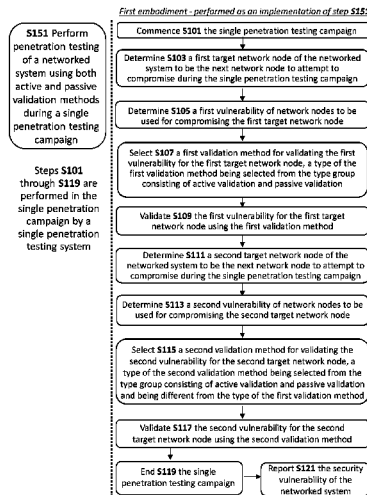 First embodiment - performed as an implementation of step S151
S151 Perform
penetration testing
of a networked
system using both
active and passive
validation methods
during a single
penetration testing
campaign
Steps S101
through S119 are
performed in the
single penetration
campaign by a
single penetration
testing system
Commence S101 the single penetration testing campaign
Determine S103 a first target network node of the networked
system to be the next network node to attempt to
compromise during the single penetration testing campaign
Determine S105 a first vulnerability of network nodes to be
used for compromising the first target network node
Select S107 a first validation method for validating the first
vulnerability for the first target network node, a type of
the first validation method being selected from the type group
consisting of active validation and passive validation
Validate S109 the first vulnerability for the first target
network node using the first validation method
Determine S111 a second target network node of the
networked system to be the next network node to attempt to
compromise during the single penetration testing campaign
Determine S113 a second vulnerability of network nodes to be
used for compromising the second target network node
Select S115 a second validation method for validating the
second vulnerability for the second target network node, a
type of the second validation method being selected from the
type group consisting of active validation and passive validation
and being different from the type of the first validation method
Validate S117 the second vulnerability for the second
target network node using the second validation method
End S119 the single
penetration testing
campaign
Report S121 the security
vulnerability of the
networked system